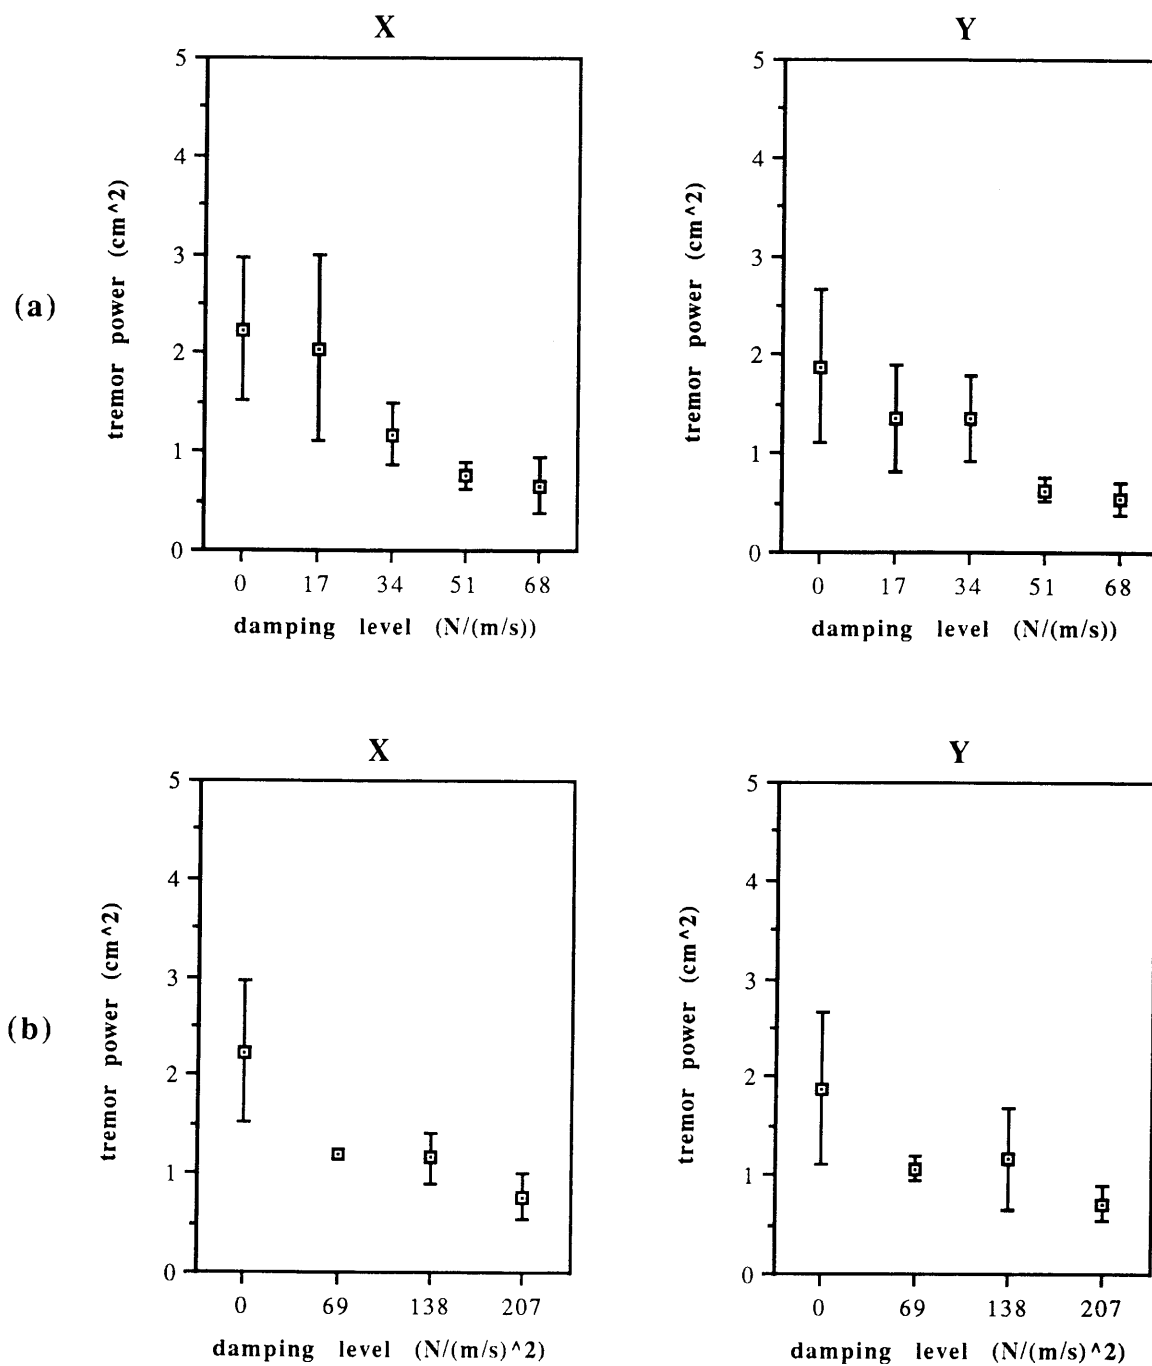 X
Y
(a)
tremor power (cm^2)
5
4
3
2
1
0
0 17 34 51 68
damping level (N/(m/s))
tremor power (cm^2)
5
4
3
2
1
0
0 17 34 51 68
damping level (N/(m/s))
X
Y
(b)
tremor power (cm^2)
5
4
3
2
1
0
0 69 138 207
damping level (N/(m/s)^2)
tremor power (cm^2)
5
4
3
2
1
0
0 69 138 207
damping level (N/(m/s)^2)